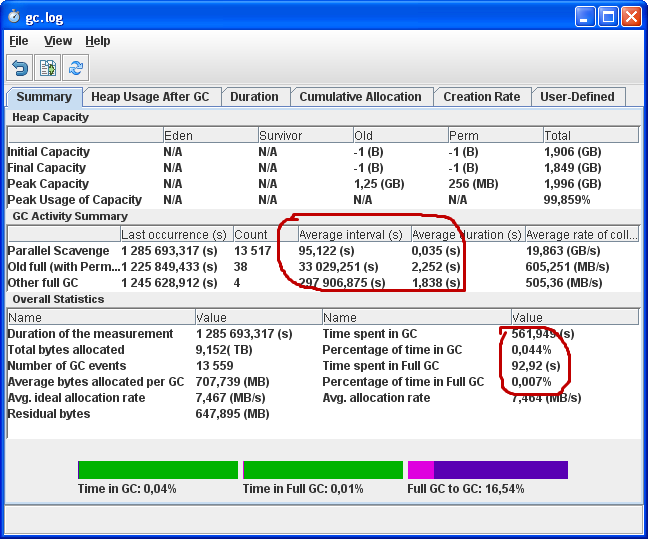 gc.log
File View Help
Summary Heap Usage After GC Duration Cumulative Allocation Creation Rate User-Defined
Heap Capacity
Eden Survivor Old Perm Total
Initial Capacity N/A N/A -1 (B) -1 (B) 1,906 (GB)
Final Capacity N/A N/A -1 (B) -1 (B) 1,849 (GB)
Peak Capacity N/A N/A 1,25 (GB) 256 (MB) 1,996 (GB)
Peak Usage of Capacity N/A N/A 99,859%
GC Activity Summary
Last occurrence (s) Count Average interval (s) Average duration (s) Average rate of coll...
Parallel Scavenge 1 285 693,317 (s) 13 517 95,122 (s) 0,035 (s) 19,863 (GB/s)
Old full (with Perm... 1 225 849,433 (s) 38 33 029,251 (s) 2,252 (s) 605,251 (MB/s)
Other full GC 1 245 628,912 (s) 4 297 906,875 (s) 1,838 (s) 505,36 (MB/s)
Overall Statistics
Name Value Name Value
Duration of the measurement 1 285 693,317 (s) Time spent in GC 561,949 (s)
Total bytes allocated 9,152( TB) Percentage of time in GC 0,044%
Number of GC events 13 559 Time spent in Full GC 92,92 (s)
Average bytes allocated per GC 707,739 (MB) Percentage of time in Full GC 0,007%
Avg. ideal allocation rate 7,467 (MB/s) Avg. allocation rate 7,464 (MB/s)
Residual bytes 647,895 (MB)
Time in GC: 0,04% Time in Full GC: 0,01% Full GC to GC: 16,54%